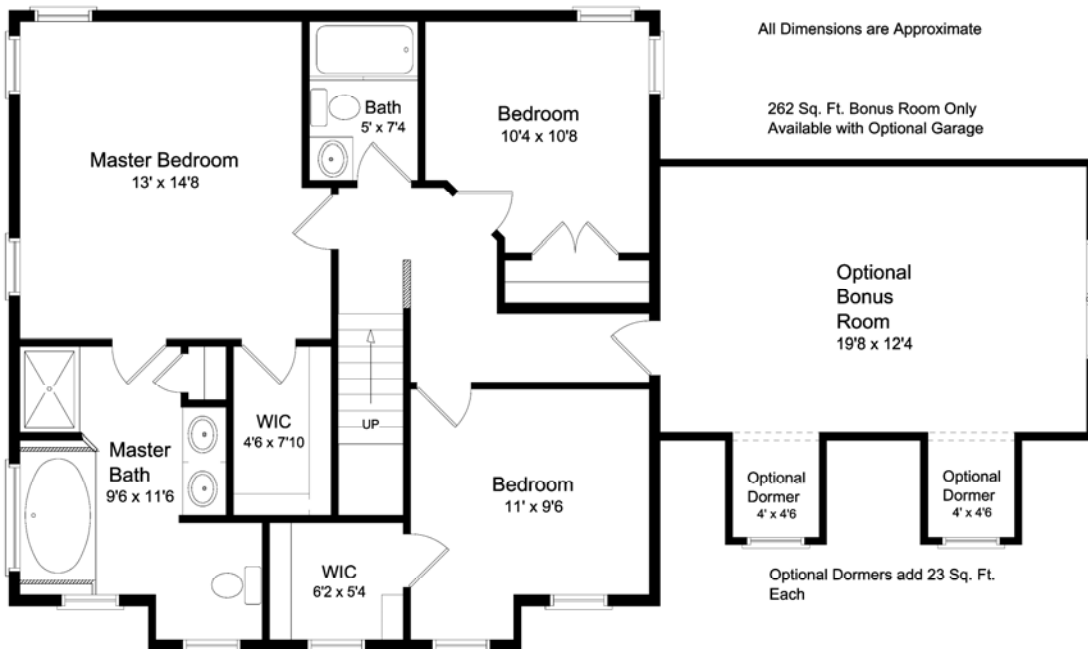 All Dimensions are Approximate
262 Sq. Ft. Bonus Room Only
Available with Optional Garage
Master Bedroom
13' x 14'8
Bath
5' x 7'4
Bedroom
10'4 x 10'8
Optional
Bonus
Room
19'8 x 12'4
WIC
4'6 x 7'10
UP
Master
Bath
9'6 x 11'6
Bedroom
11' x 9'6
WIC
6'2 x 5'4
Optional
Dormer
4' x 4'6
Optional
Dormer
4' x 4'6
Optional Dormers add 23 Sq. Ft.
Each